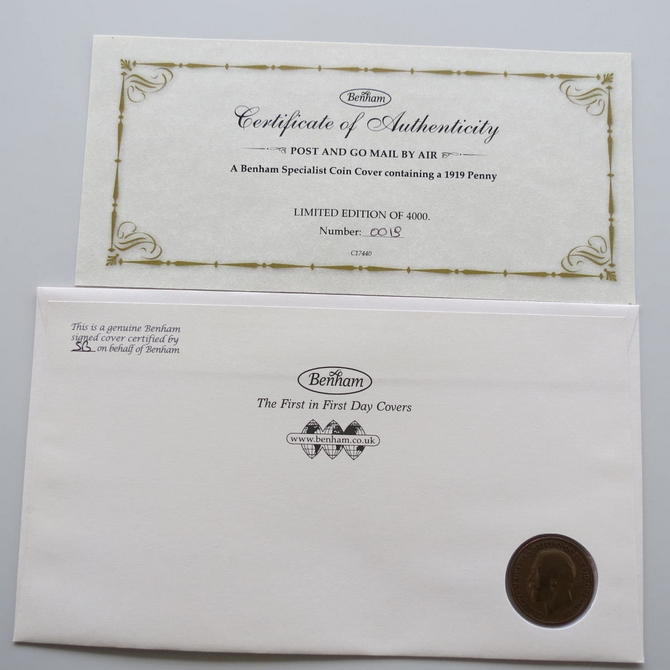 Benham
Certificate of Authenticity
POST AND GO MAIL BY AIR
A Benham Specialist Coin Cover containing a 1919 Penny
LIMITED EDITION OF 4000.
Number: 0018
C17440
This is a genuine Benham
signed cover certified by
SB on behalf of Benham
Benham
The First in First Day Covers
www.benham.co.uk